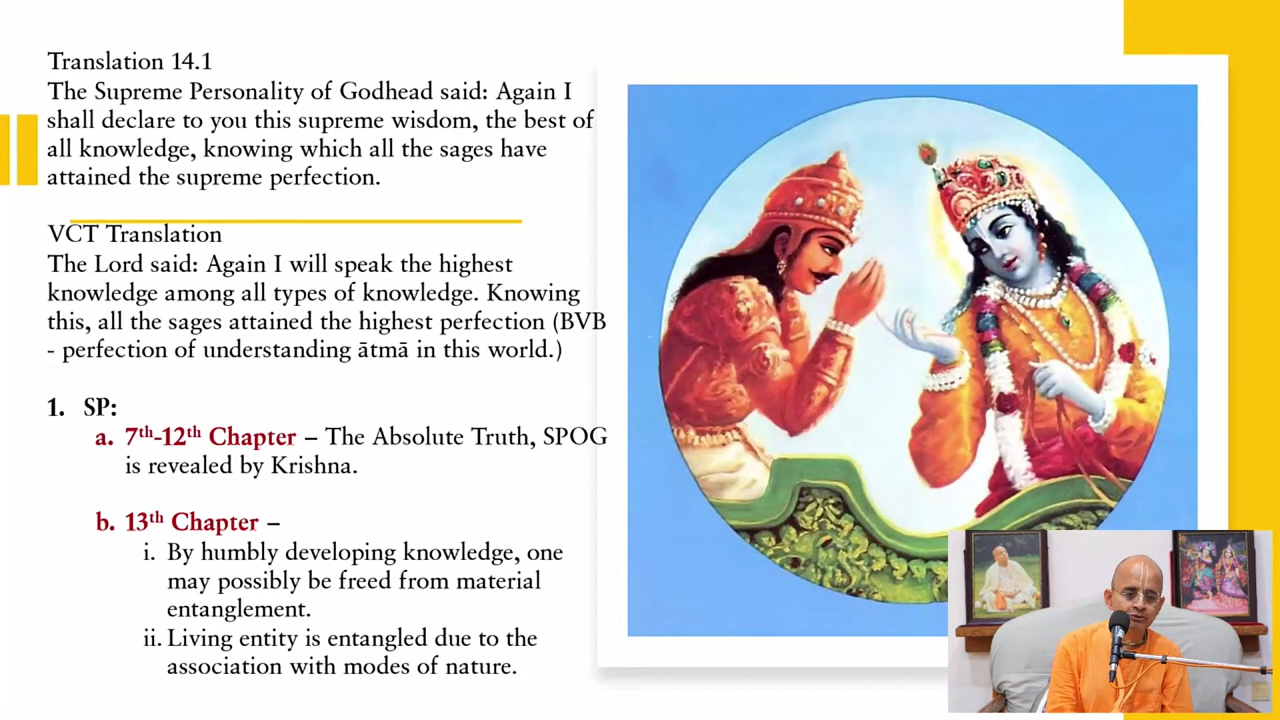 Translation 14.1
The Supreme Personality of Godhead said: Again I
shall declare to you this supreme wisdom, the best of
all knowledge, knowing which all the sages have
attained the supreme perfection.
VCT Translation
The Lord said: Again I will speak the highest
knowledge among all types of knowledge. Knowing
this, all the sages attained the highest perfection (BVB
- perfection of understanding ātmā in this world.)
1. SP:
a. 7th-12th Chapter – The Absolute Truth, SPOG
is revealed by Krishna.
b. 13th Chapter –
i. By humbly developing knowledge, one
may possibly be freed from material
entanglement.
ii. Living entity is entangled due to the
association with modes of nature.